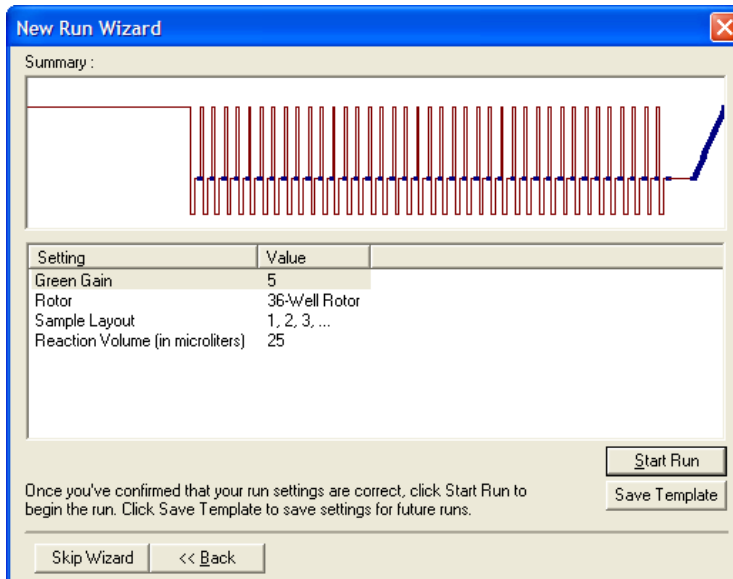 New Run Wizard
Summary :
Setting Value
Green Gain 5
Rotor 36-Well Rotor
Sample Layout 1, 2, 3, ...
Reaction Volume (in microliters) 25
Start Run
Once you've confirmed that your run settings are correct, click Start Run to
begin the run. Click Save Template to save settings for future runs.
Save Template
Skip Wizard << Back